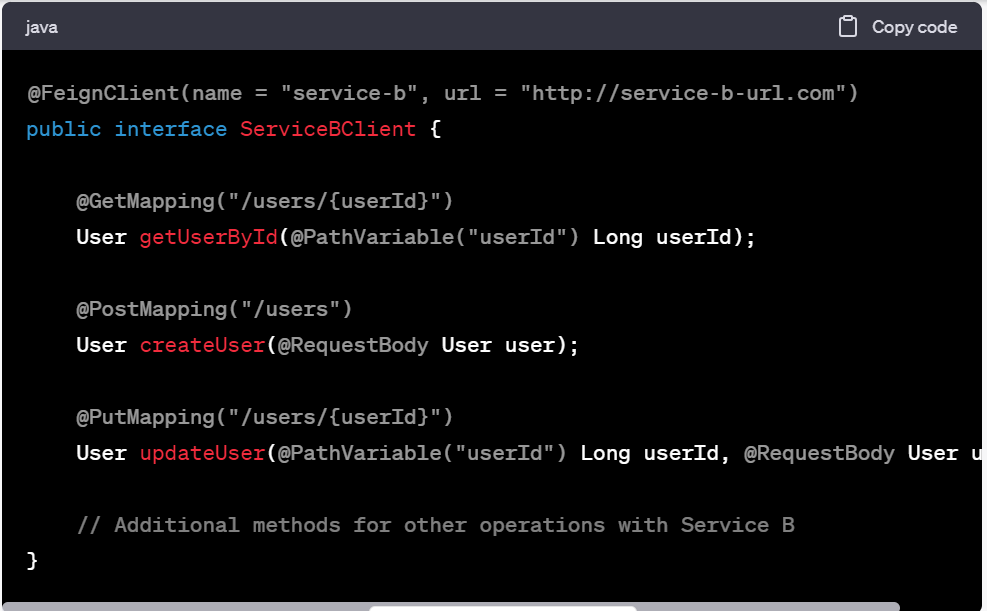 java
Copy code
@FeignClient(name = "service-b", url = "http://service-b-url.com")
public interface ServiceBClient {
@GetMapping("/users/{userId}")
User getUserById(@PathVariable("userId") Long userId);
@PostMapping("/users")
User createUser(@RequestBody User user);
@PutMapping("/users/{userId}")
User updateUser(@PathVariable("userId") Long userId, @RequestBody User
// Additional methods for other operations with Service B
}